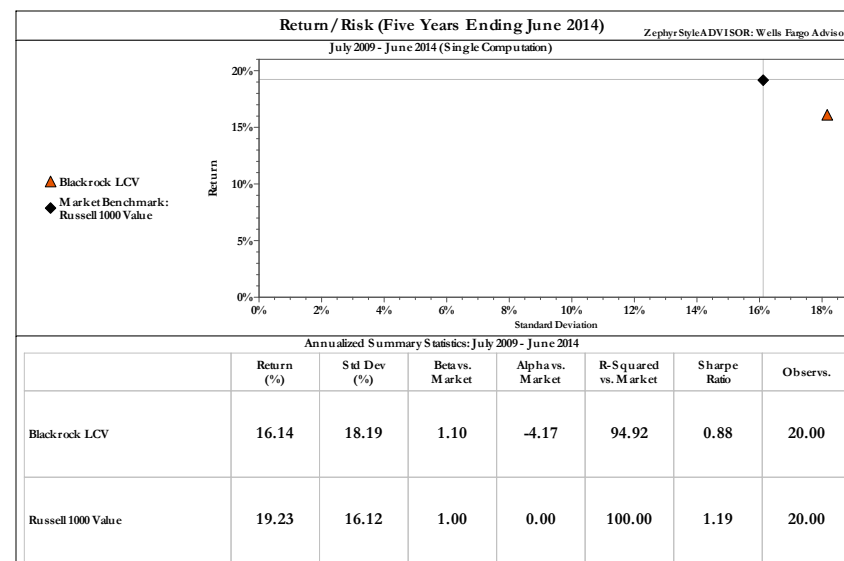 Return/Risk (Five Years Ending June 2014)
ZephyrStyleADVISOR: Wells Fargo Adviso
July 2009 - June 2014 (Single Computation)
20%
15%
10%
5%
0%
Return
Blackrock LCV
Market Benchmark:
Russell 1000 Value
0% 2% 4% 6% 8% 10% 12% 14% 16% 18%
Standard Deviation
Annualized Summary Statistics: July 2009 - June 2014
Return (%) Std Dev (%) Beta vs. Market Alpha vs. Market R-Squared vs. Market Sharpe Ratio Observs.
Blackrock LCV 16.14 18.19 1.10 -4.17 94.92 0.88 20.00
Russell 1000 Value 19.23 16.12 1.00 0.00 100.00 1.19 20.00